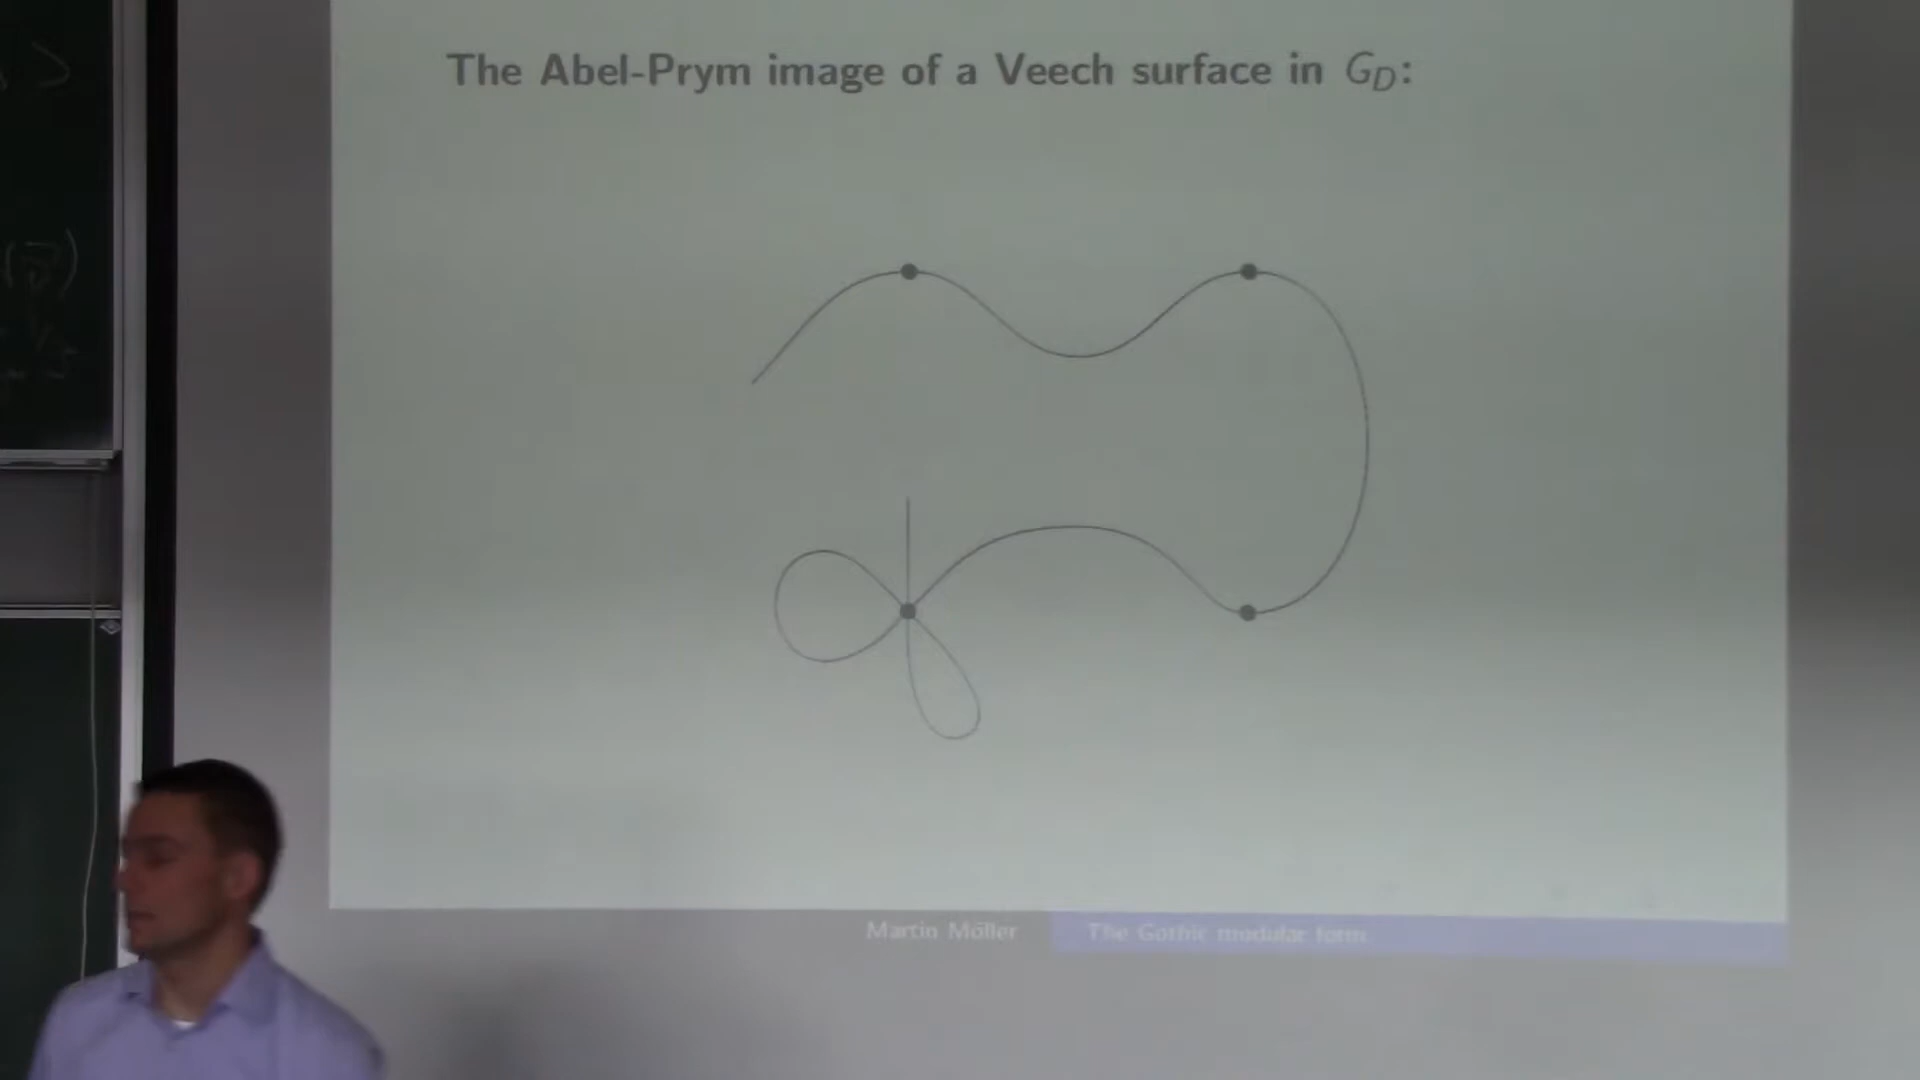 The Abel-Prym image of a Veech surface in G_D:
Martin Möller
The Gothic modular form